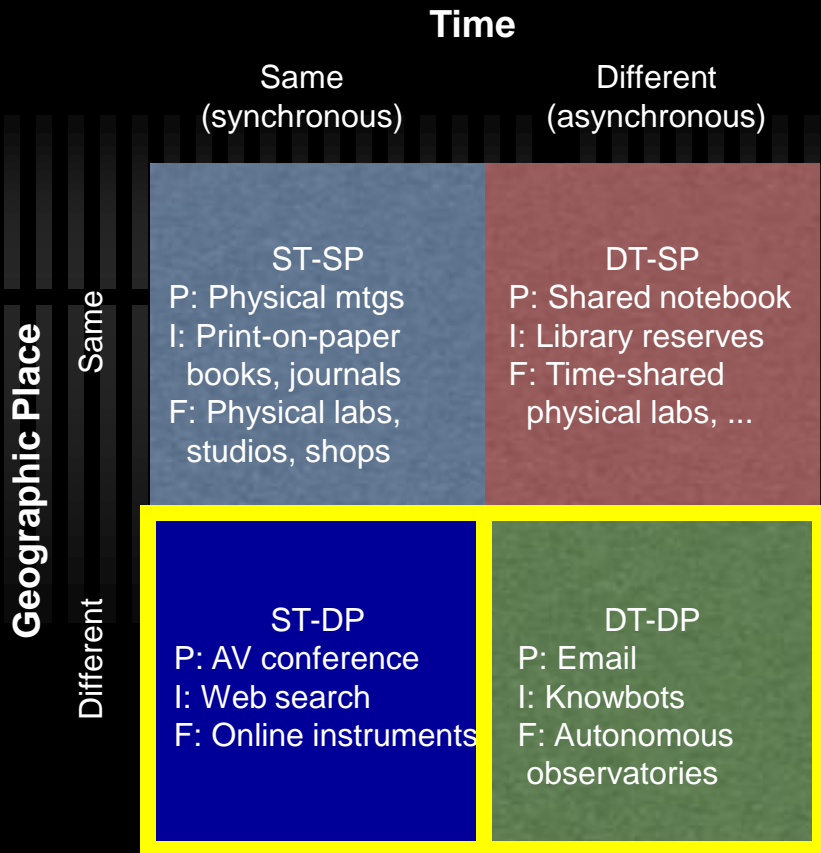 Time
Same
(synchronous)
Different
(asynchronous)
Geographic Place
Same
ST-SP
P: Physical mtgs
I: Print-on-paper
books, journals
F: Physical labs,
studios, shops
DT-SP
P: Shared notebook
I: Library reserves
F: Time-shared
physical labs, ...
Different
ST-DP
P: AV conference
I: Web search
F: Online instruments
DT-DP
P: Email
I: Knowbots
F: Autonomous
observatories